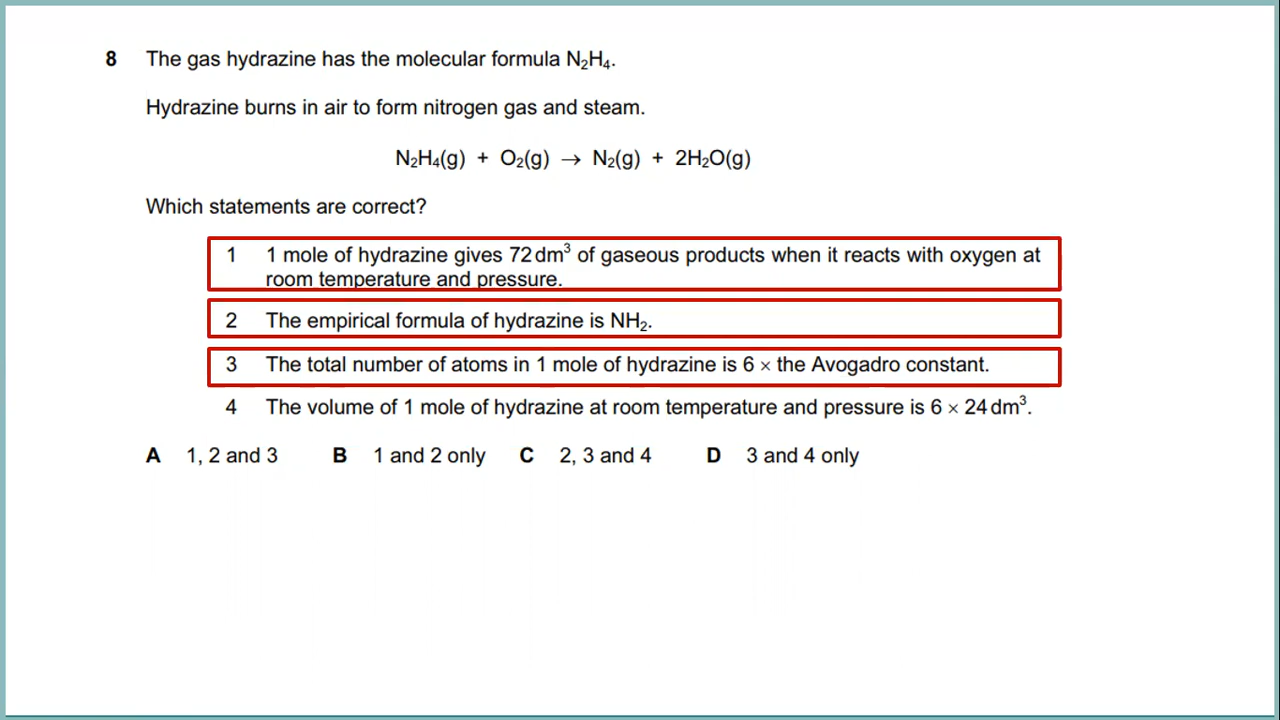 8 The gas hydrazine has the molecular formula N₂H₄.
Hydrazine burns in air to form nitrogen gas and steam.
N₂H₄(g) + O₂(g) → N₂(g) + 2H₂O(g)
Which statements are correct?
1 1 mole of hydrazine gives 72 dm³ of gaseous products when it reacts with oxygen at
room temperature and pressure.
2 The empirical formula of hydrazine is NH₂.
3 The total number of atoms in 1 mole of hydrazine is 6 × the Avogadro constant.
4 The volume of 1 mole of hydrazine at room temperature and pressure is 6 × 24 dm³.
A 1, 2 and 3 B 1 and 2 only C 2, 3 and 4 D 3 and 4 only